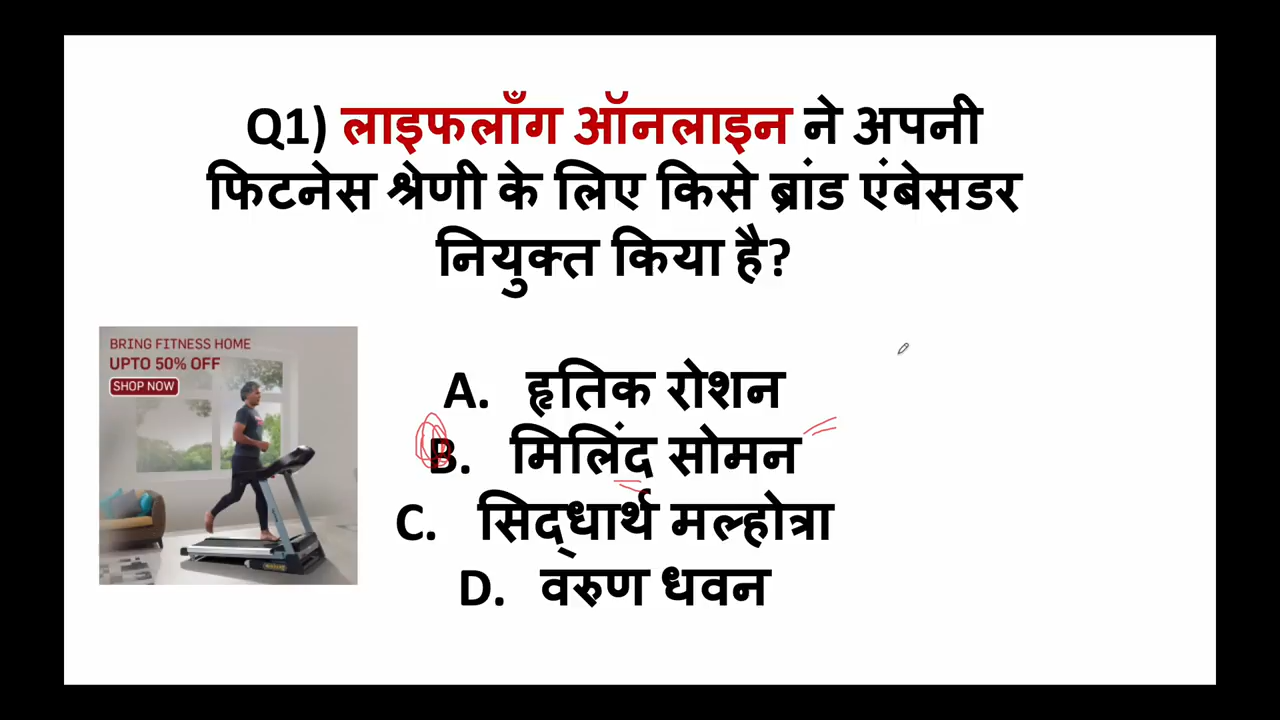 Q1) लाइफलाँग ऑनलाइन ने अपनी
फिटनेस श्रेणी के लिए किसे ब्रांड एंबेसडर
नियुक्त किया है?
BRING FITNESS HOME
UPTO 50% OFF
SHOP NOW
A. हृतिक रोशन
B. मिलिंद सोमन
C. सिद्धार्थ मल्होत्रा
D. वरुण धवन